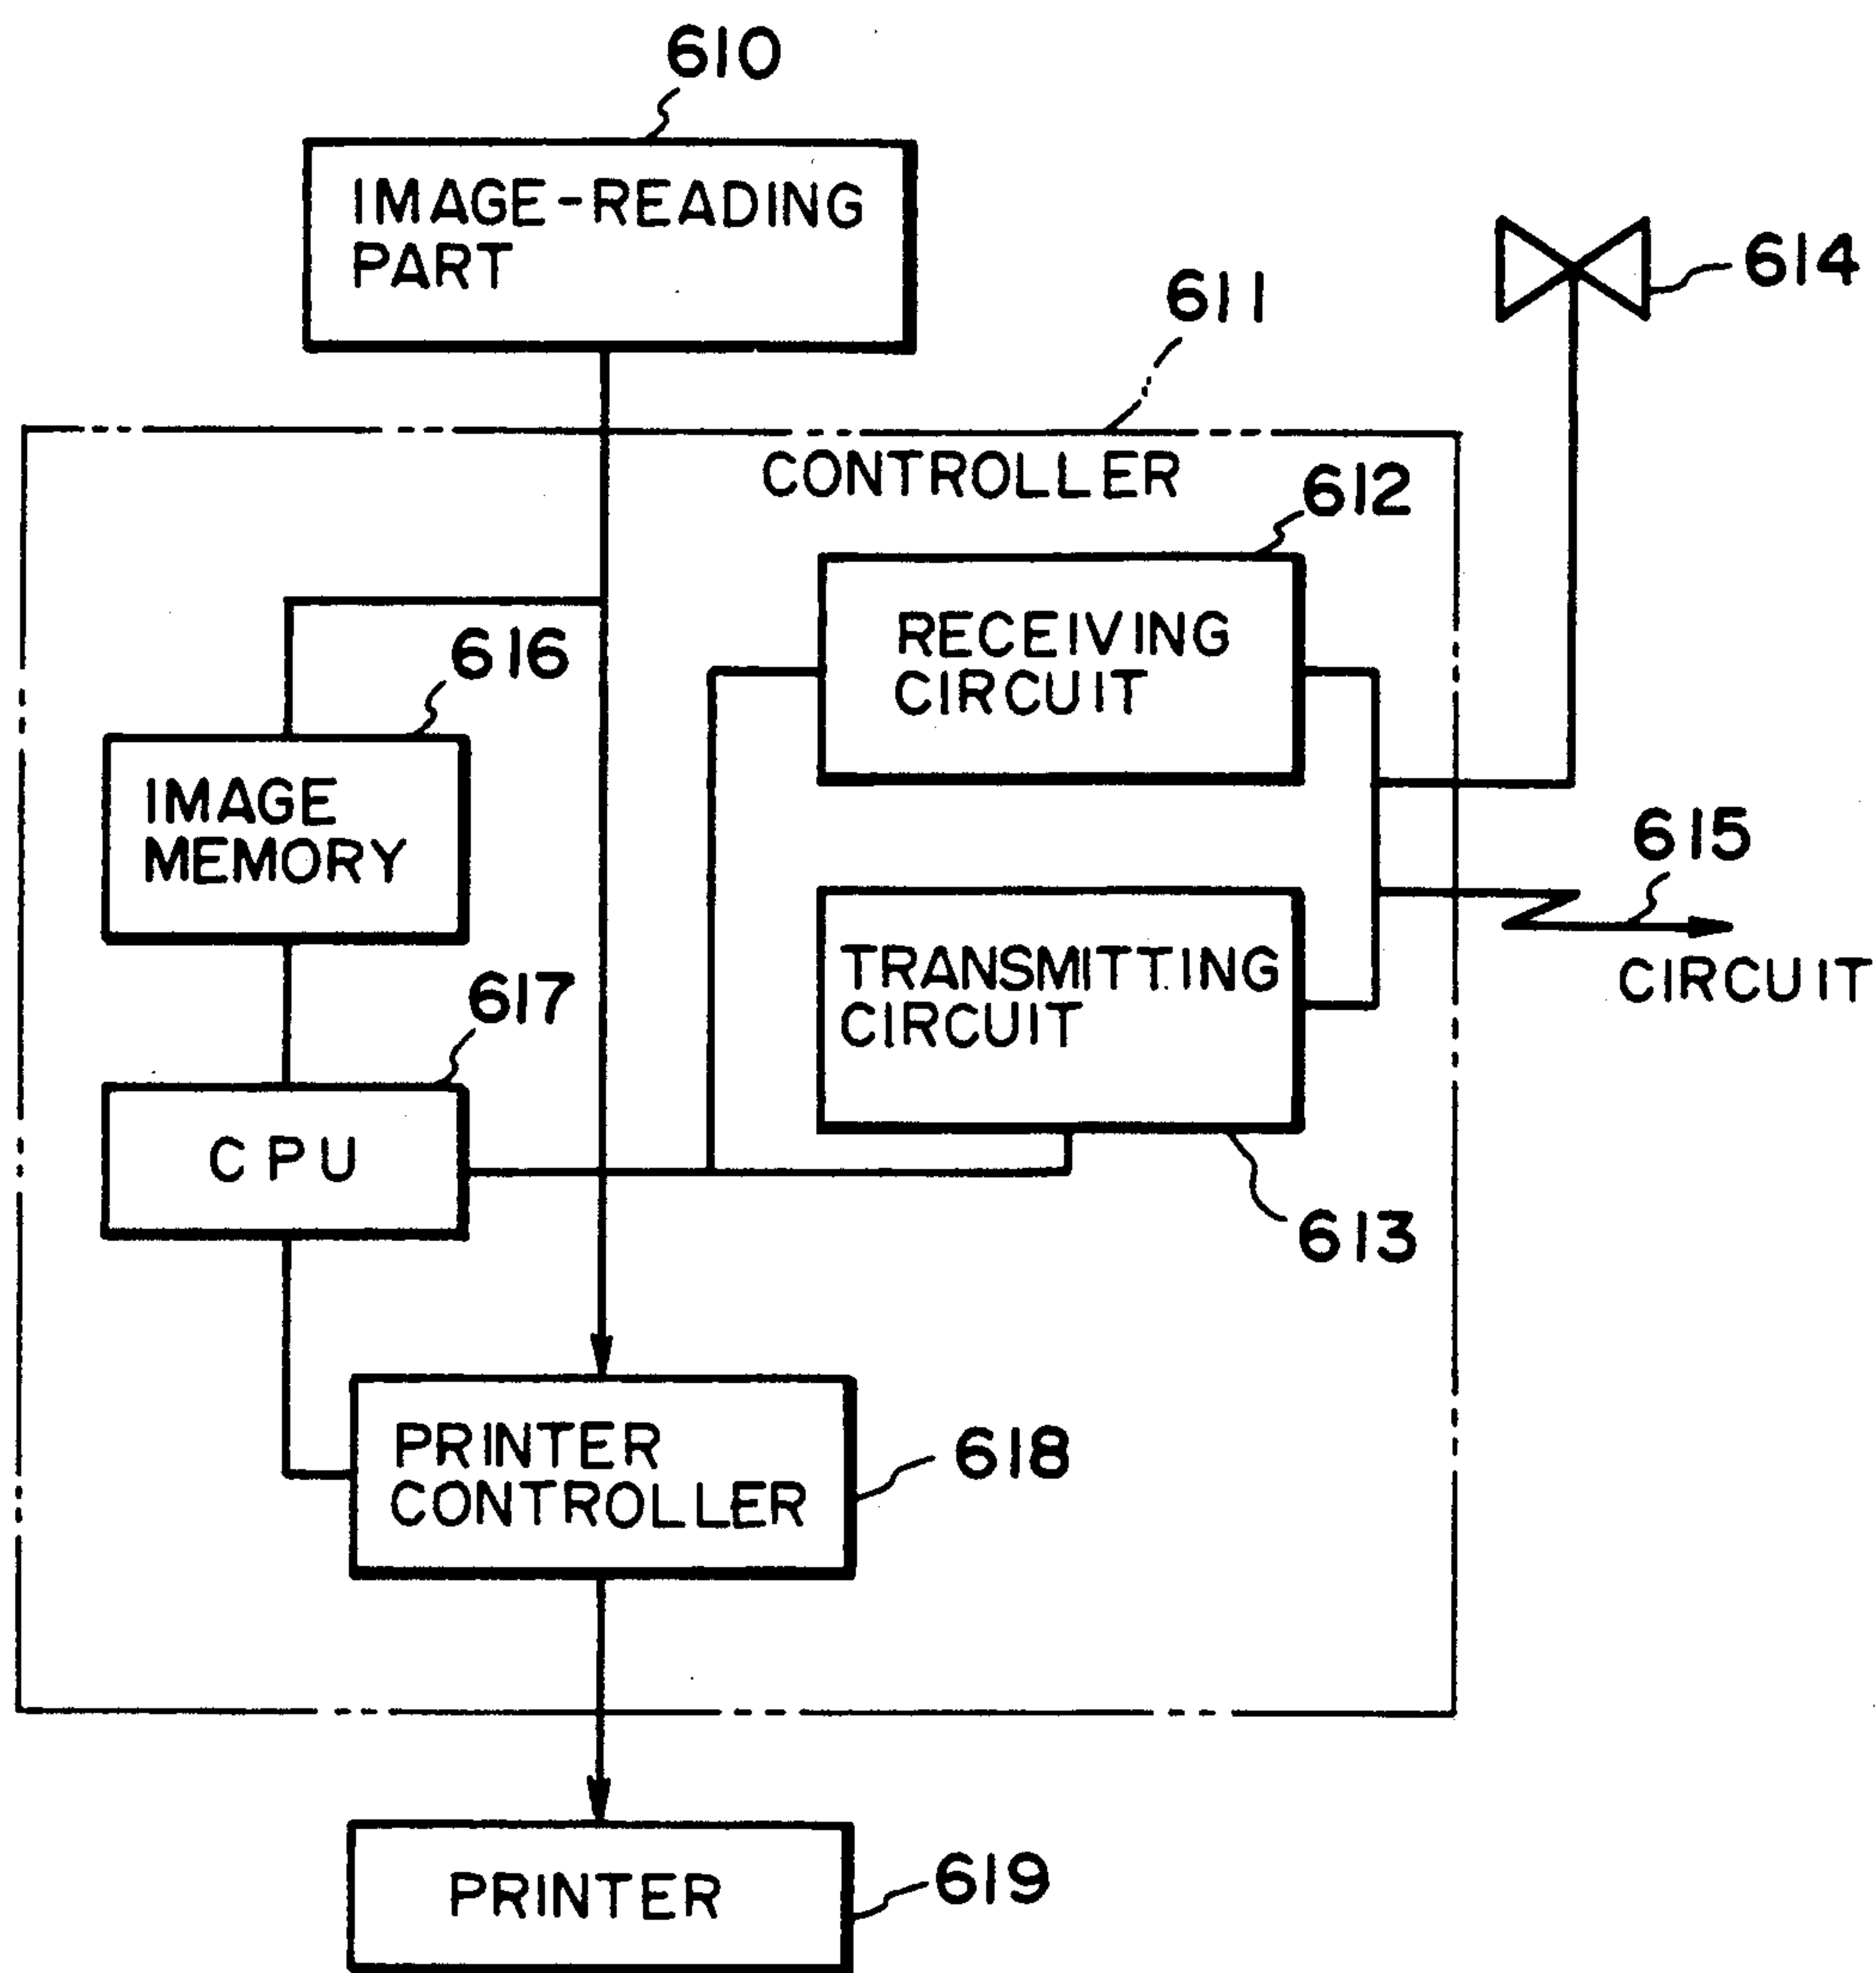 610
IMAGE-READING
PART
614
611
CONTROLLER
612
RECEIVING
CIRCUIT
616
IMAGE
MEMORY
615
CIRCUIT
TRANSMITTING
CIRCUIT
617
CPU
613
PRINTER
CONTROLLER
618
PRINTER
619